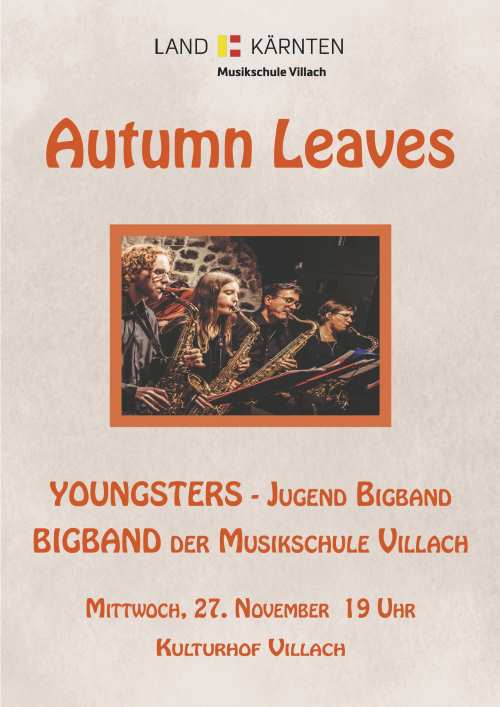 LAND KÄRNTEN
Musikschule Villach
Autumn Leaves
YOUNGSTERS - Jugend Bigband
BIGBAND der Musikschule Villach
Mittwoch, 27. November 19 Uhr
Kulturhof Villach